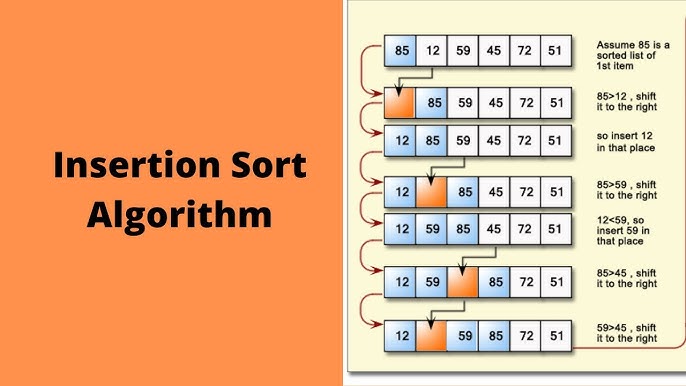 Insertion Sort
Algorithm
85 12 59 45 72 51
Assume 85 is a
sorted list of
1st item
85 59 45 72 51
85>12 , shift
it to the right
12 85 59 45 72 51
so insert 12
in that place
12 85 45 72 51
85>59 , shift
it to the right
12 59 85 45 72 51
12<59, so
insert 59 in
that place
12 59 85 72 51
85>45 , shift
it to the right
12 59 85 72 51
59>45 , shift
it to the right